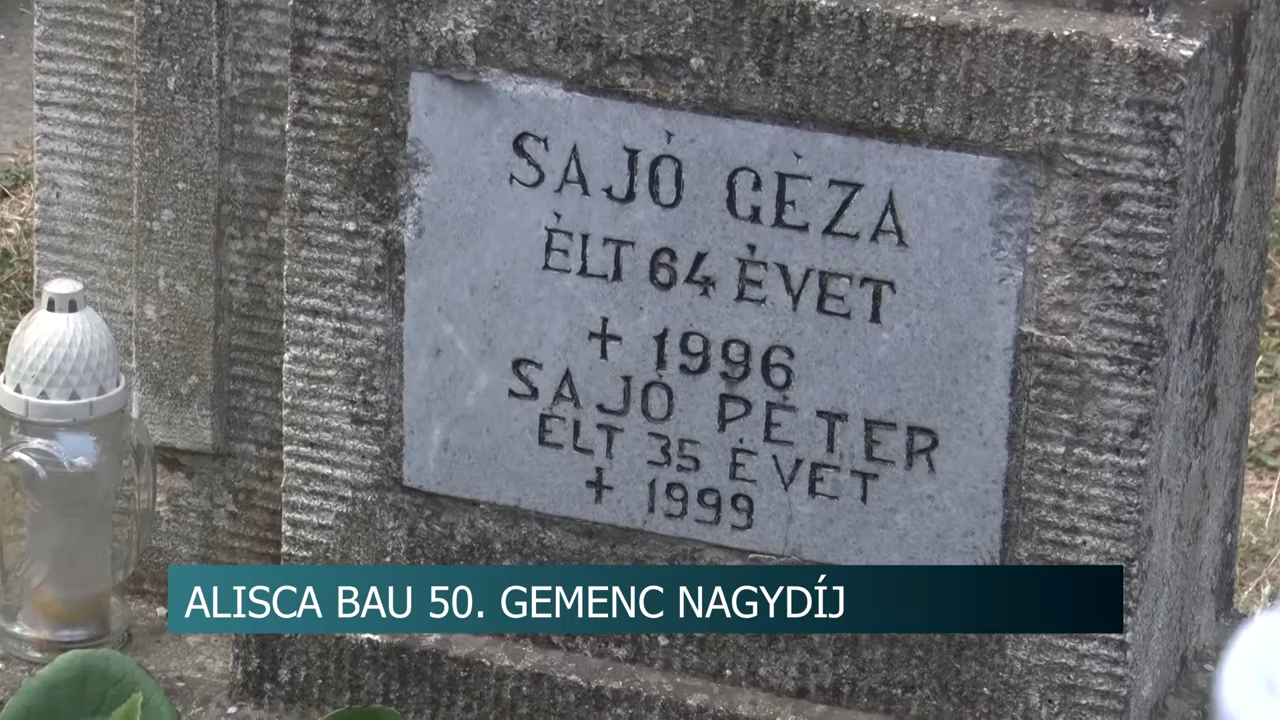 SAJÓ GÉZA
ÉLT 64 ÉVET
+ 1996
SAJÓ PÉTER
ÉLT 35 ÉVET
+ 1999
ALISCA BAU 50. GEMENC NAGYDÍJ